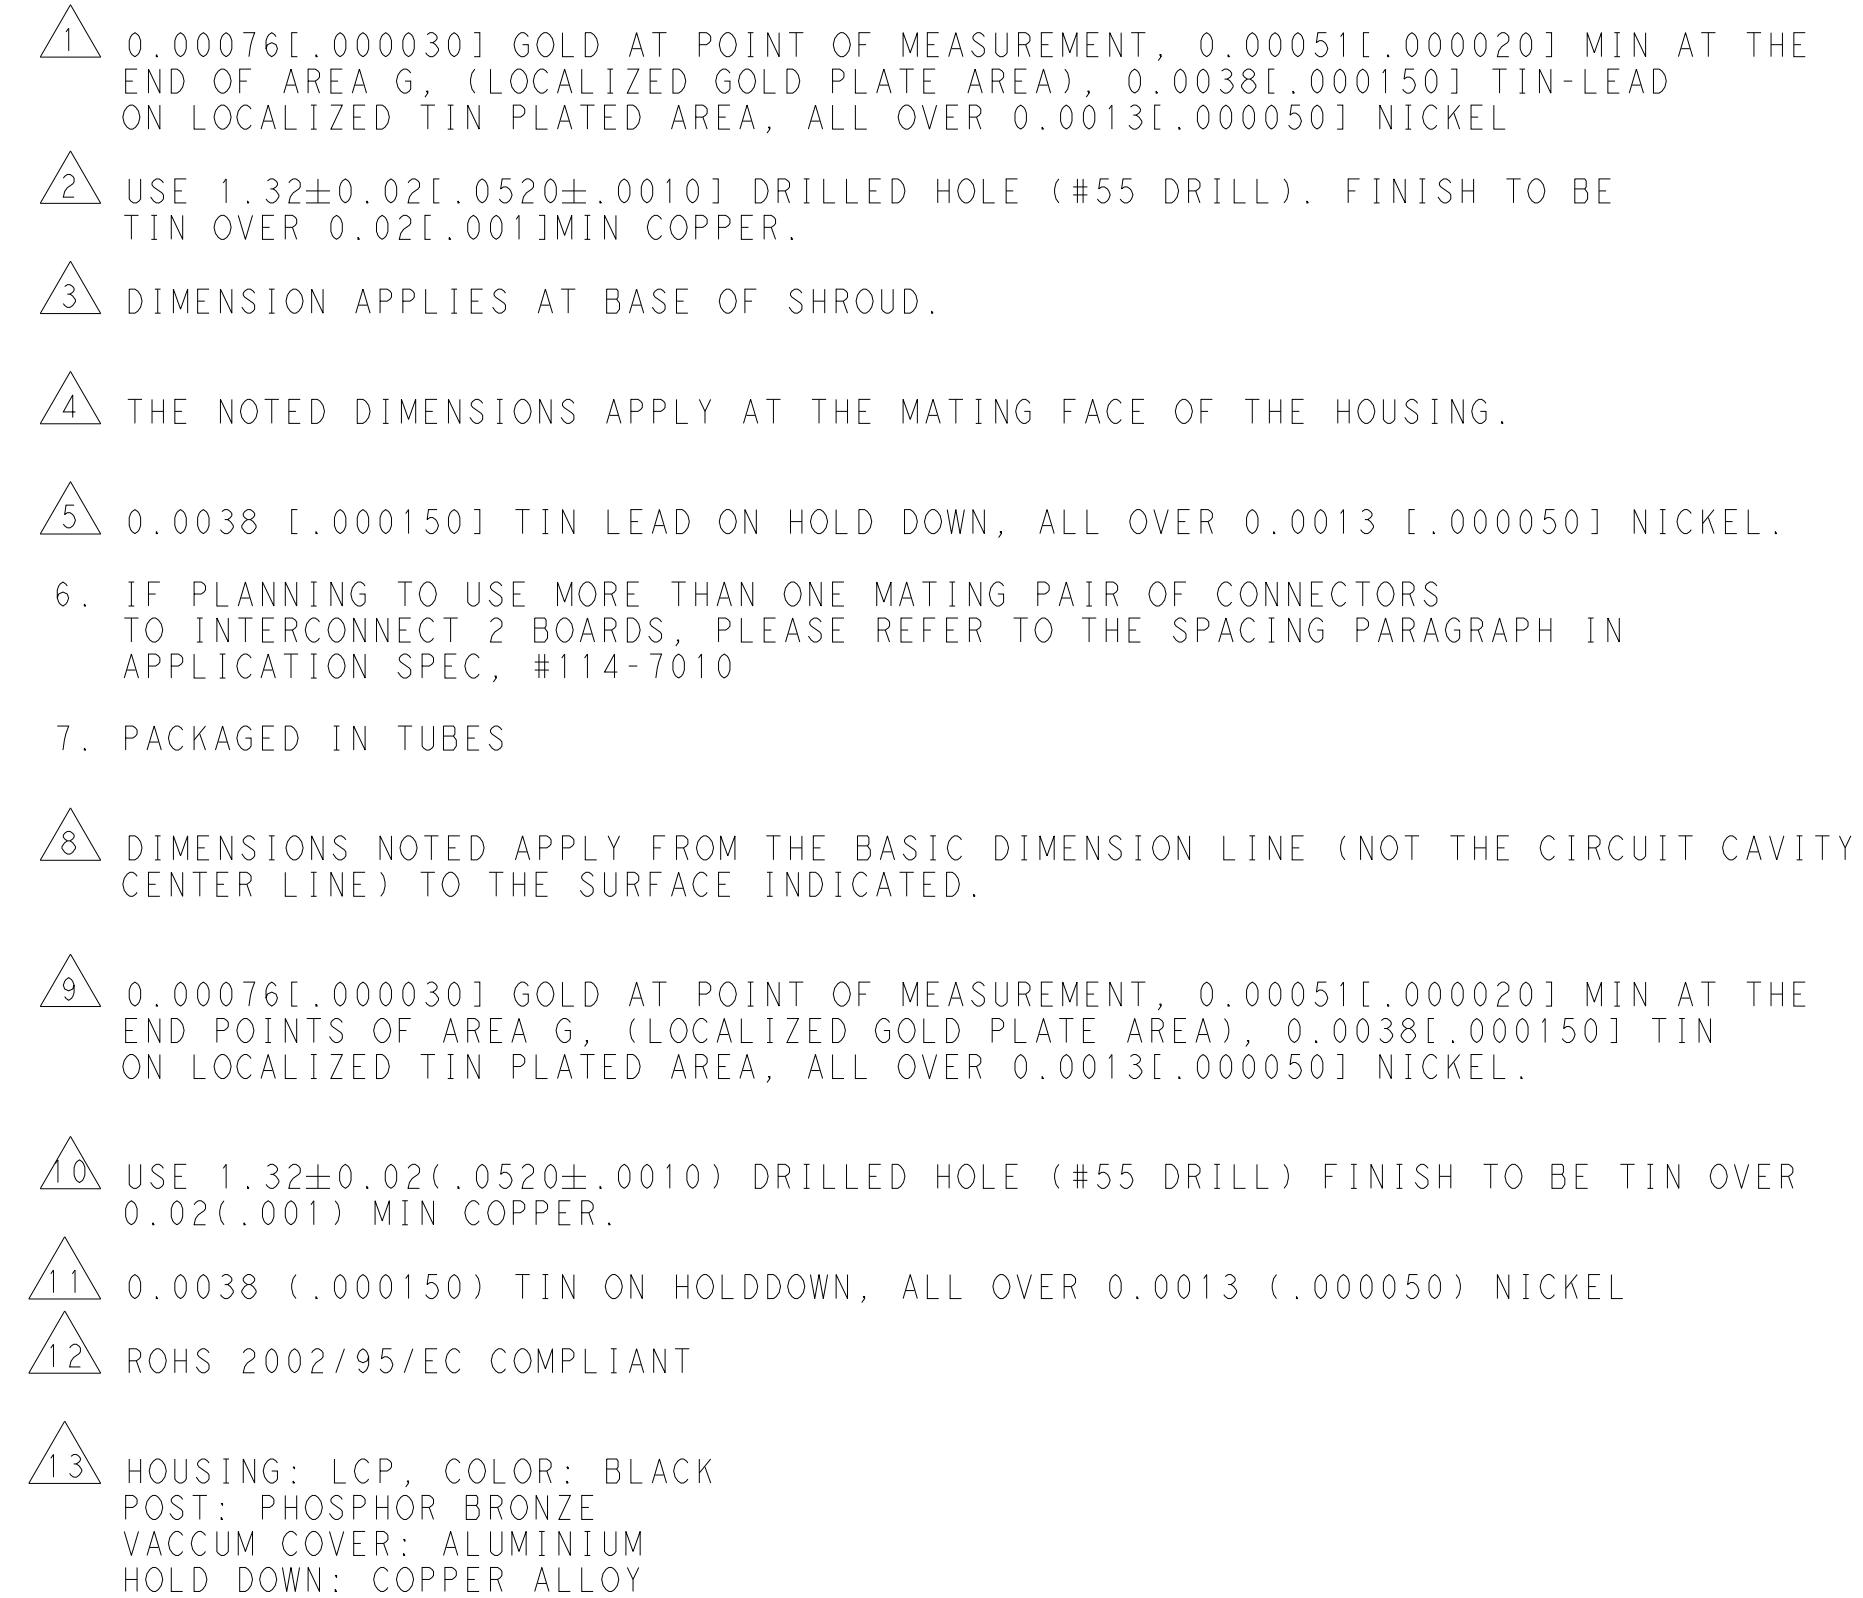 1 0.00076[.000030] GOLD AT POINT OF MEASUREMENT, 0.00051[.000020] MIN AT THE
END OF AREA G, (LOCALIZED GOLD PLATE AREA), 0.0038[.000150] TIN-LEAD
ON LOCALIZED TIN PLATED AREA, ALL OVER 0.0013[.000050] NICKEL
2 USE 1.32±0.02[.0520±.0010] DRILLED HOLE (#55 DRILL). FINISH TO BE
TIN OVER 0.02[.001]MIN COPPER.
3 DIMENSION APPLIES AT BASE OF SHROUD.
4 THE NOTED DIMENSIONS APPLY AT THE MATING FACE OF THE HOUSING.
5 0.0038 [.000150] TIN LEAD ON HOLD DOWN, ALL OVER 0.0013 [.000050] NICKEL.
6. IF PLANNING TO USE MORE THAN ONE MATING PAIR OF CONNECTORS
TO INTERCONNECT 2 BOARDS, PLEASE REFER TO THE SPACING PARAGRAPH IN
APPLICATION SPEC, #114-7010
7. PACKAGED IN TUBES
8 DIMENSIONS NOTED APPLY FROM THE BASIC DIMENSION LINE (NOT THE CIRCUIT CAVITY
CENTER LINE) TO THE SURFACE INDICATED.
9 0.00076[.000030] GOLD AT POINT OF MEASUREMENT, 0.00051[.000020] MIN AT THE
END POINTS OF AREA G, (LOCALIZED GOLD PLATE AREA), 0.0038[.000150] TIN
ON LOCALIZED TIN PLATED AREA, ALL OVER 0.0013[.000050] NICKEL.
10 USE 1.32±0.02(.0520±.0010) DRILLED HOLE (#55 DRILL) FINISH TO BE TIN OVER
0.02(.001) MIN COPPER.
11 0.0038 (.000150) TIN ON HOLDDOWN, ALL OVER 0.0013 (.000050) NICKEL
12 ROHS 2002/95/EC COMPLIANT
13 HOUSING: LCP, COLOR: BLACK
POST: PHOSPHOR BRONZE
VACCUM COVER: ALUMINIUM
HOLD DOWN: COPPER ALLOY